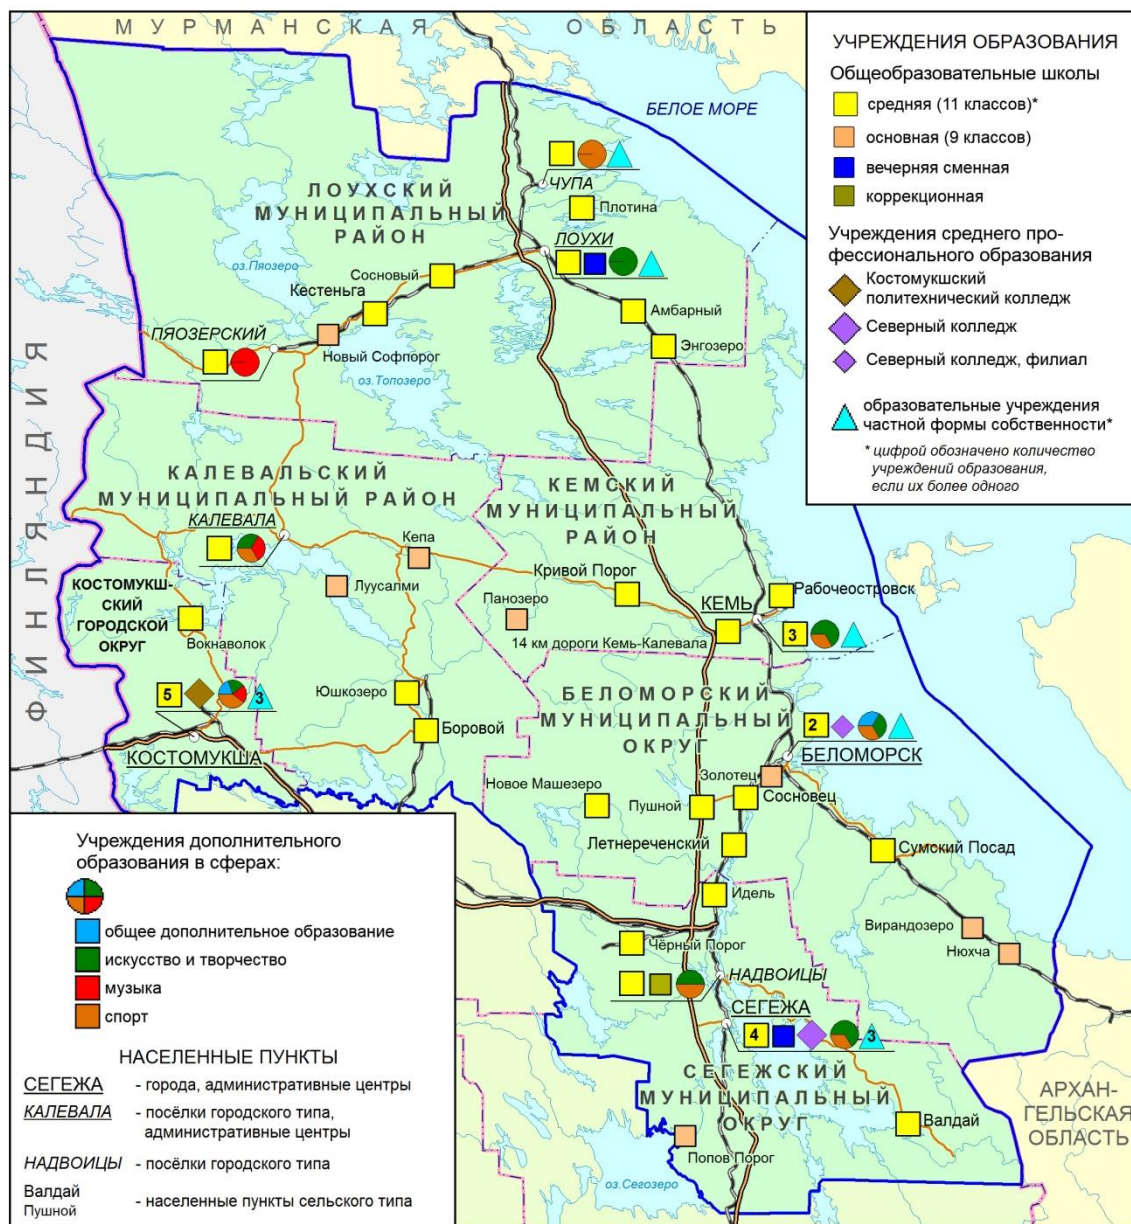 МУРМАНСКАЯ ОБЛАСТЬ
БЕЛОЕ МОРЕ
УЧРЕЖДЕНИЯ ОБРАЗОВАНИЯ
Общеобразовательные школы
средняя (11 классов)*
основная (9 классов)
вечерняя сменная
коррекционная
Учреждения среднего про-
фессионального образования
Костомукшский
политехнический колледж
Северный колледж
Северный колледж, филиал
образовательные учреждения
частной формы собственности*
* цифрой обозначено количество
учреждений образования,
если их более одного
ЧУПА
Плотина
ЛОУХСКИЙ
МУНИЦИПАЛЬНЫЙ
РАЙОН
ЛОУХИ
оз.Пяозеро
Сосновый
Кестеньга
Амбарный
Энгозеро
ПЯОЗЕРСКИЙ
Новый Софпорог
оз.Топозеро
ФИНЛЯНДИЯ
КАЛЕВАЛЬСКИЙ
МУНИЦИПАЛЬНЫЙ РАЙОН
КАЛЕВАЛА
Кепа
Луусалми
КЕМСКИЙ
МУНИЦИПАЛЬНЫЙ
РАЙОН
Кривой Порог
Панозеро
КЕМЬ
Рабочеостровск
14 км дороги Кемь-Калевала
3
КОСТОМУКШ-
СКИЙ
ГОРОДСКОЙ
ОКРУГ
Вокнаволок
5
3
КОСТОМУКША
Юшкозеро
Боровой
БЕЛОМОРСКИЙ
МУНИЦИПАЛЬНЫЙ
ОКРУГ
2
БЕЛОМОРСК
Золотец
Новое Машезеро
Пушной
Сосновец
Летнереченский
Сумский Посад
Идель
Вирандозеро
Нюхча
Чёрный Порог
НАДВОИЦЫ
СЕГЕЖА
4
3
СЕГЕЖСКИЙ
МУНИЦИПАЛЬНЫЙ
ОКРУГ
Валдай
Попов Порог
оз.Сегозеро
АРХАН-
ГЕЛЬСКАЯ
ОБЛАСТЬ
Учреждения дополнительного
образования в сферах:
общее дополнительное образование
искусство и творчество
музыка
спорт
НАСЕЛЕННЫЕ ПУНКТЫ
СЕГЕЖА - города, административные центры
КАЛЕВАЛА - посёлки городского типа,
административные центры
НАДВОИЦЫ - посёлки городского типа
Валдай
Пушной - населенные пункты сельского типа